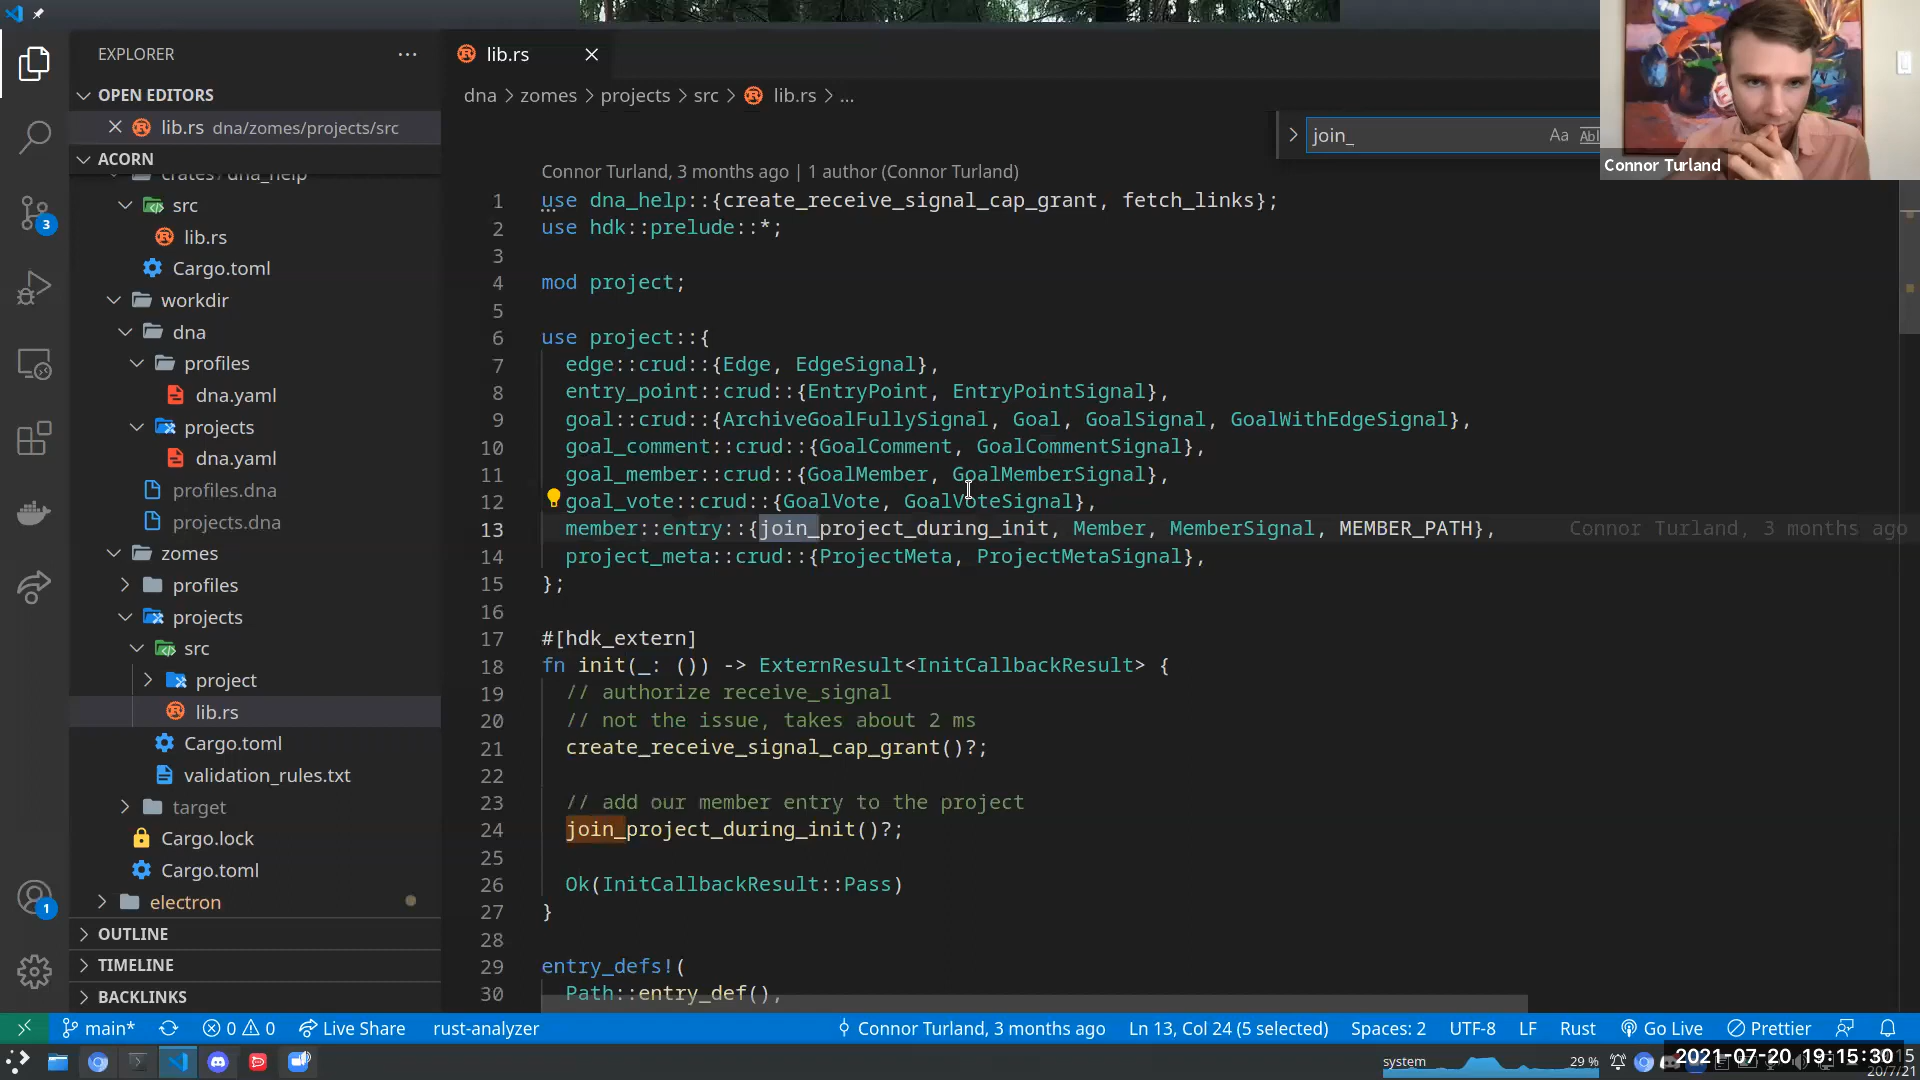 EXPLORER
OPEN EDITORS
lib.rs dna/zomes/projects/src
ACORN
crates/dna_help
src
lib.rs
Cargo.toml
workdir
dna
profiles
dna.yaml
projects
dna.yaml
profiles.dna
projects.dna
zomes
profiles
projects
src
project
lib.rs
Cargo.toml
validation_rules.txt
target
Cargo.lock
Cargo.toml
electron
OUTLINE
TIMELINE
BACKLINKS
3
1
lib.rs
dna > zomes > projects > src > lib.rs > ...
join_
Aa
Connor Turland
Connor Turland, 3 months ago | 1 author (Connor Turland)
1 use dna_help::{create_receive_signal_cap_grant, fetch_links};
2 use hdk::prelude::*;
3
4 mod project;
5
6 use project::{
7 edge::crud::{Edge, EdgeSignal},
8 entry_point::crud::{EntryPoint, EntryPointSignal},
9 goal::crud::{ArchiveGoalFullySignal, Goal, GoalSignal, GoalWithEdgeSignal},
10 goal_comment::crud::{GoalComment, GoalCommentSignal},
11 goal_member::crud::{GoalMember, GoalMemberSignal},
12 goal_vote::crud::{GoalVote, GoalVoteSignal},
13 member::entry::{join_project_during_init, Member, MemberSignal, MEMBER_PATH}, Connor Turland, 3 months ago
14 project_meta::crud::{ProjectMeta, ProjectMetaSignal},
15 };
16
17 #[hdk_extern]
18 fn init(_: ()) -> ExternResult<InitCallbackResult> {
19 // authorize receive_signal
20 // not the issue, takes about 2 ms
21 create_receive_signal_cap_grant()?;
22
23 // add our member entry to the project
24 join_project_during_init()?;
25
26 Ok(InitCallbackResult::Pass)
27 }
28
29 entry_defs!(
30 Path::entry_def(),
main* 0 0 Live Share rust-analyzer Connor Turland, 3 months ago Ln 13, Col 24 (5 selected) Spaces: 2 UTF-8 LF Rust Go Live Prettier
system 29 % 2021-07-20 19:15:30
20/7/21